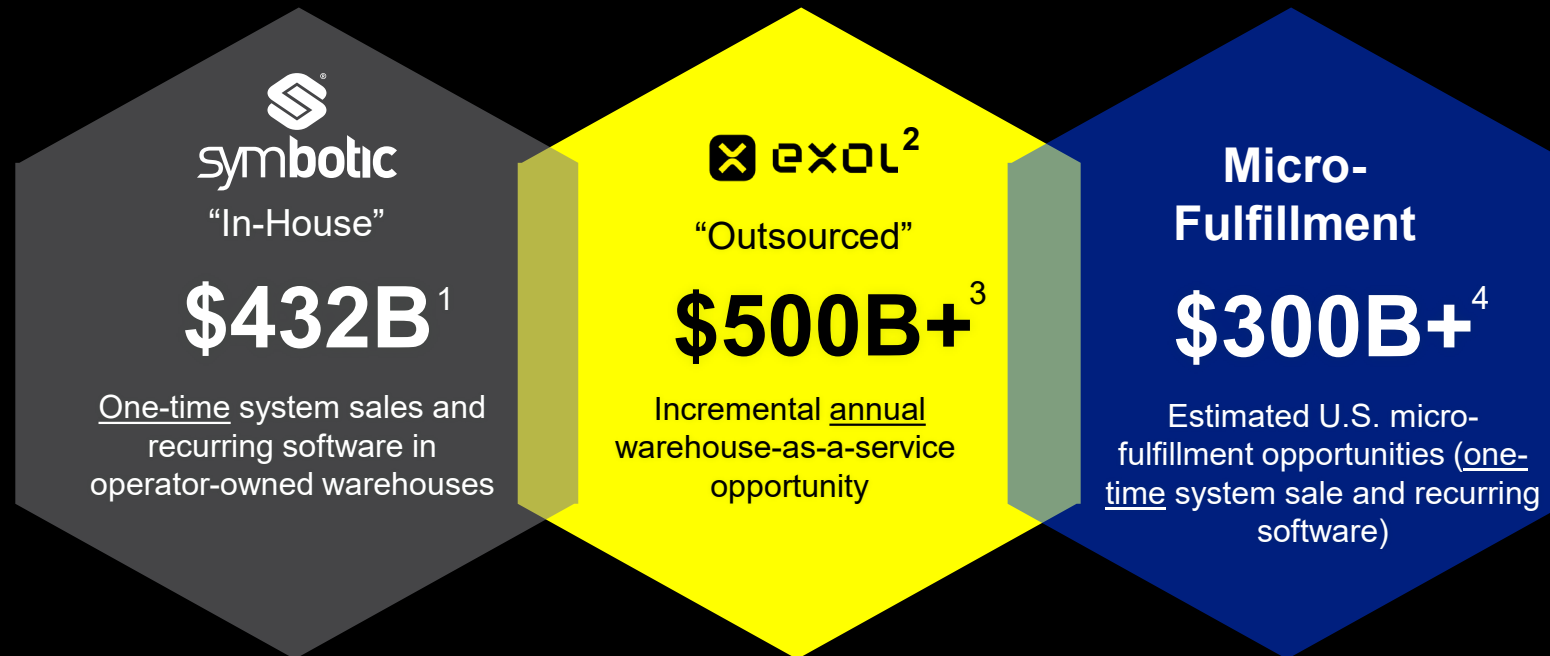 symbotic®
“In-House”
$432B1
One-time system sales and
recurring software in
operator-owned warehouses
exol2
“Outsourced”
$500B+3
Incremental annual
warehouse-as-a-service
opportunity
Micro-
Fulfillment
$300B+4
Estimated U.S. micro-
fulfillment opportunities (one-
time system sale and recurring
software)